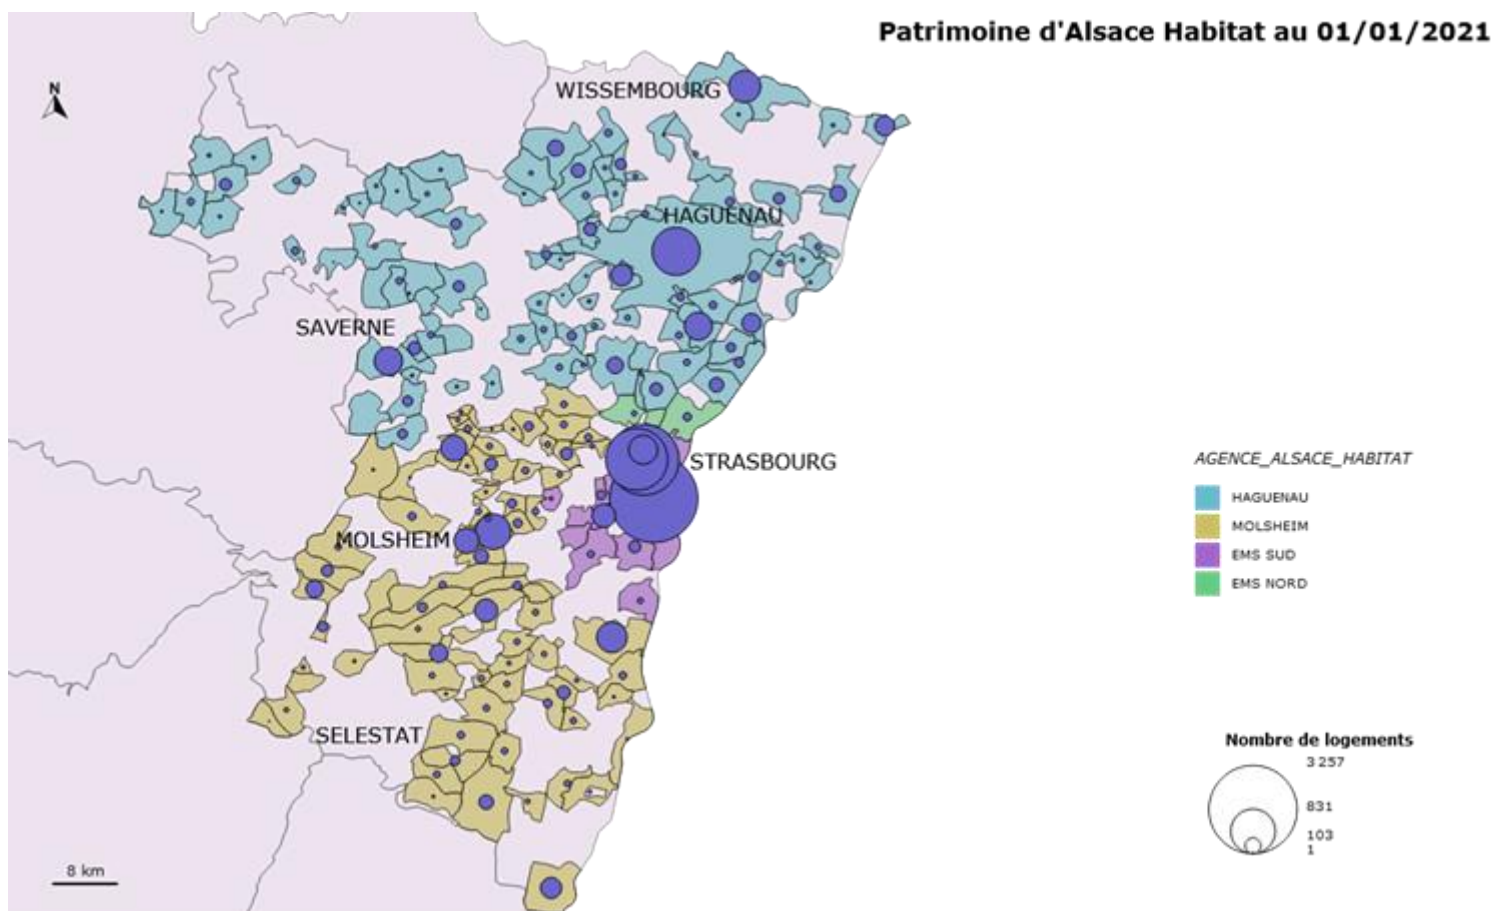 Patrimoine d'Alsace Habitat au 01/01/2021
N
WISSEMBOURG
HAGUENAU
SAVERNE
STRASBOURG
MOLSHEIM
SELESTAT
8 km
AGENCE_ALSACE_HABITAT
HAGUENAU
MOLSHEIM
EMS SUD
EMS NORD
Nombre de logements
3 257
831
103
1